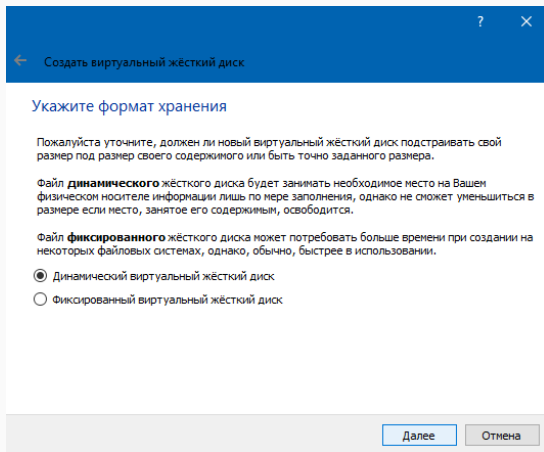 ?
Создать виртуальный жёсткий диск
Укажите формат хранения
Пожалуйста уточните, должен ли новый виртуальный жёсткий диск подстраивать свой
размер под размер своего содержимого или быть точно заданного размера.
Файл динамического жёсткого диска будет занимать необходимое место на Вашем
физическом носителе информации лишь по мере заполнения, однако не сможет уменьшиться в
размере если место, занятое его содержимым, освободится.
Файл фиксированного жёсткого диска может потребовать больше времени при создании на
некоторых файловых системах, однако, обычно, быстрее в использовании.
Динамический виртуальный жёсткий диск
Фиксированный виртуальный жёсткий диск
Далее
Отмена